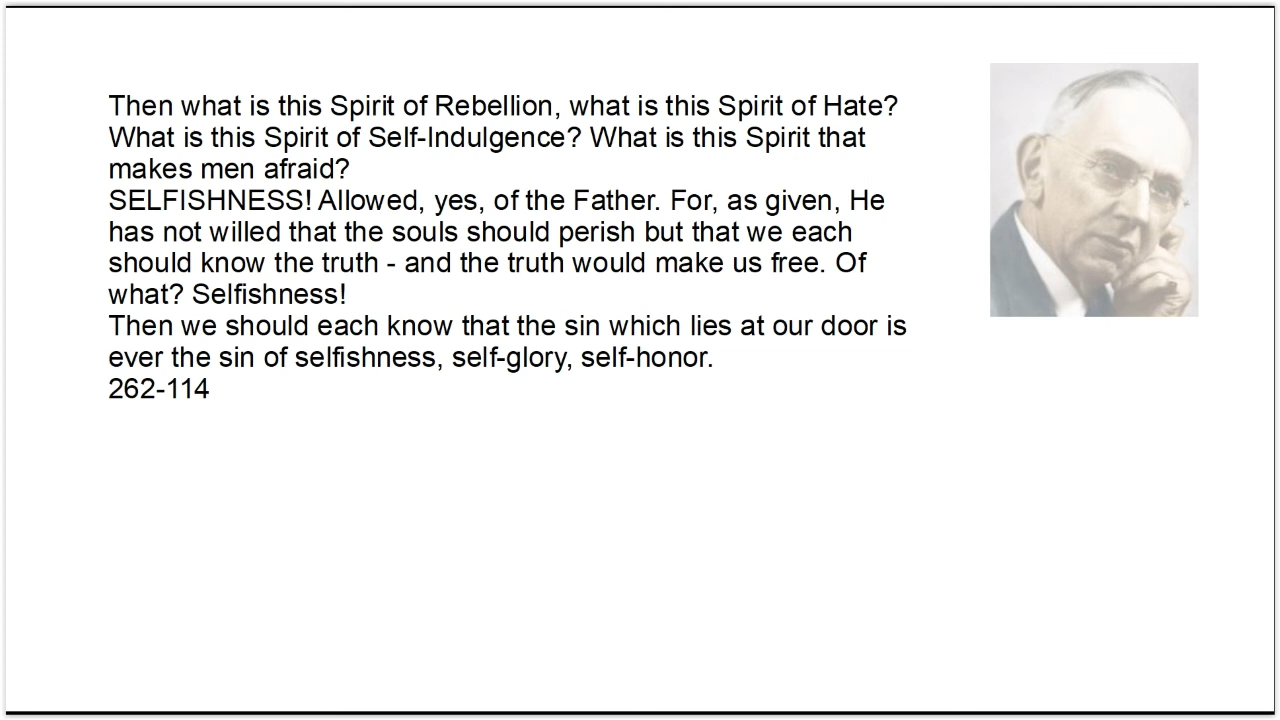 Then what is this Spirit of Rebellion, what is this Spirit of Hate?
What is this Spirit of Self-Indulgence? What is this Spirit that
makes men afraid?
SELFISHNESS! Allowed, yes, of the Father. For, as given, He
has not willed that the souls should perish but that we each
should know the truth - and the truth would make us free. Of
what? Selfishness!
Then we should each know that the sin which lies at our door is
ever the sin of selfishness, self-glory, self-honor.
262-114